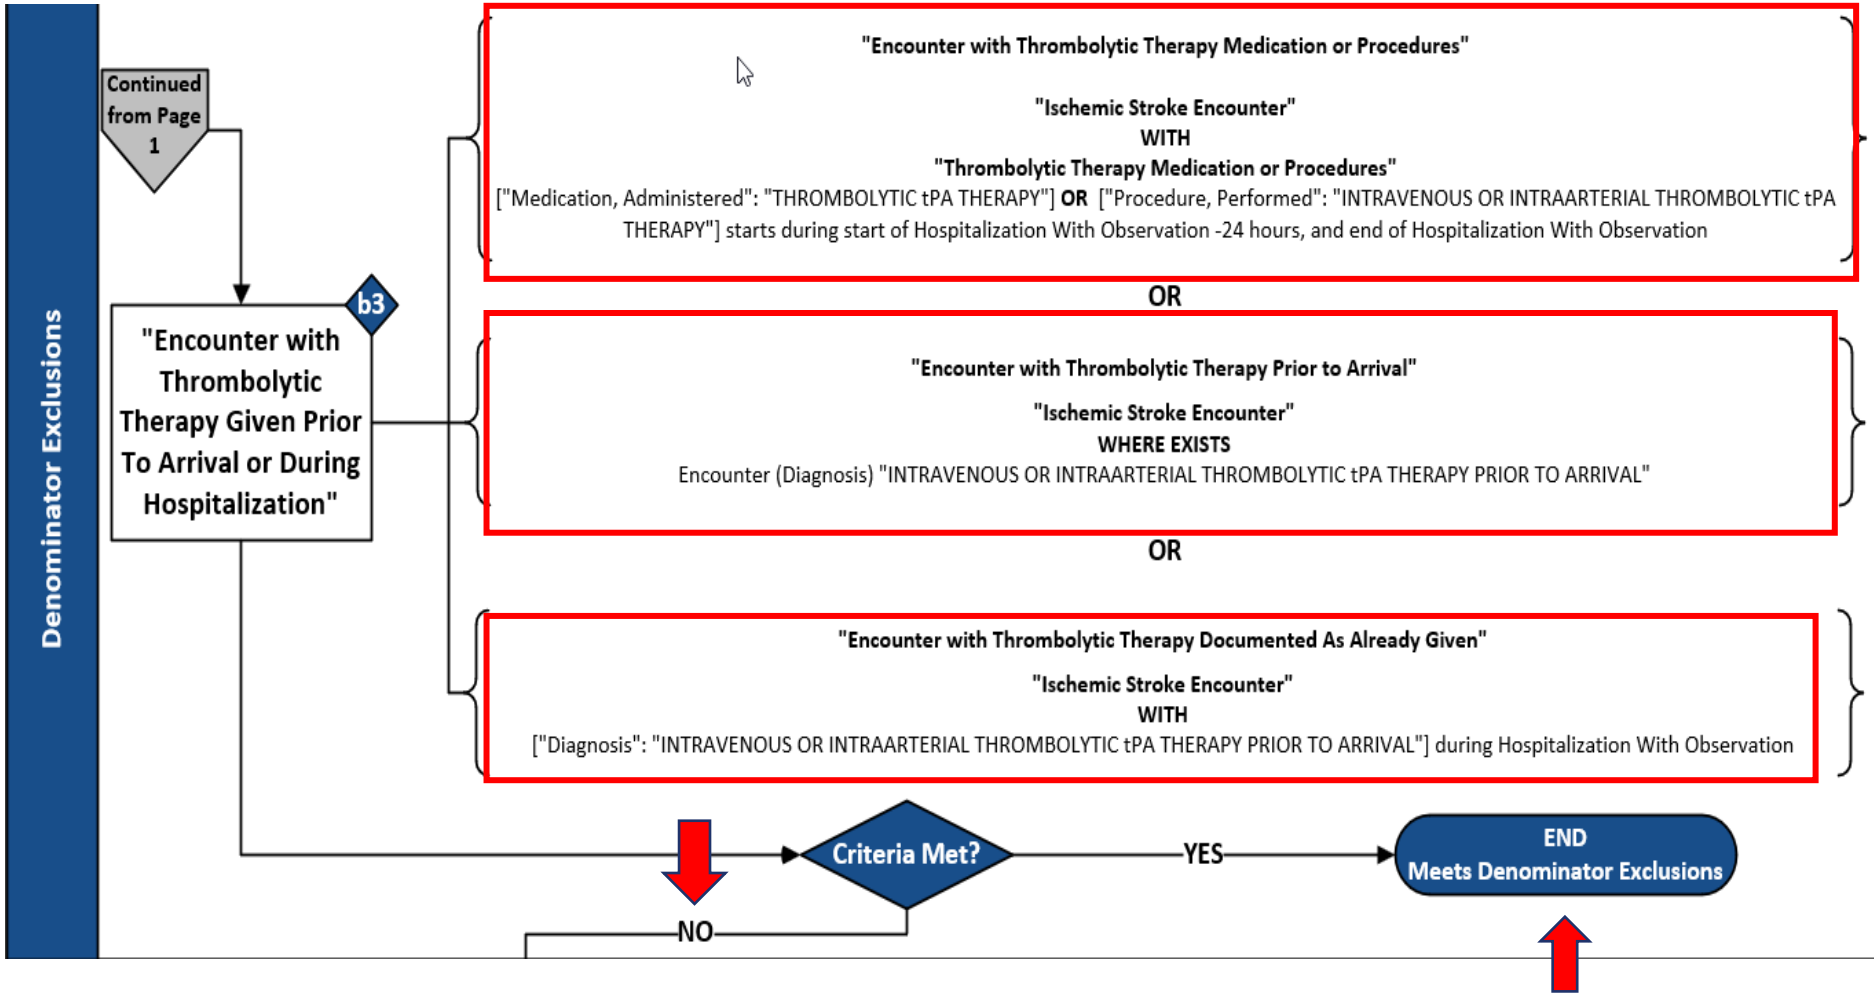 Denominator Exclusions
Continued
from Page
1
b3
"Encounter with
Thrombolytic
Therapy Given Prior
To Arrival or During
Hospitalization"
"Encounter with Thrombolytic Therapy Medication or Procedures"
"Ischemic Stroke Encounter"
WITH
"Thrombolytic Therapy Medication or Procedures"
["Medication, Administered": "THROMBOLYTIC tPA THERAPY"] OR ["Procedure, Performed": "INTRAVENOUS OR INTRAARTERIAL THROMBOLYTIC tPA
THERAPY"] starts during start of Hospitalization With Observation -24 hours, and end of Hospitalization With Observation
OR
"Encounter with Thrombolytic Therapy Prior to Arrival"
"Ischemic Stroke Encounter"
WHERE EXISTS
Encounter (Diagnosis) "INTRAVENOUS OR INTRAARTERIAL THROMBOLYTIC tPA THERAPY PRIOR TO ARRIVAL"
OR
"Encounter with Thrombolytic Therapy Documented As Already Given"
"Ischemic Stroke Encounter"
WITH
["Diagnosis": "INTRAVENOUS OR INTRAARTERIAL THROMBOLYTIC tPA THERAPY PRIOR TO ARRIVAL"] during Hospitalization With Observation
Criteria Met?
YES
END
Meets Denominator Exclusions
NO